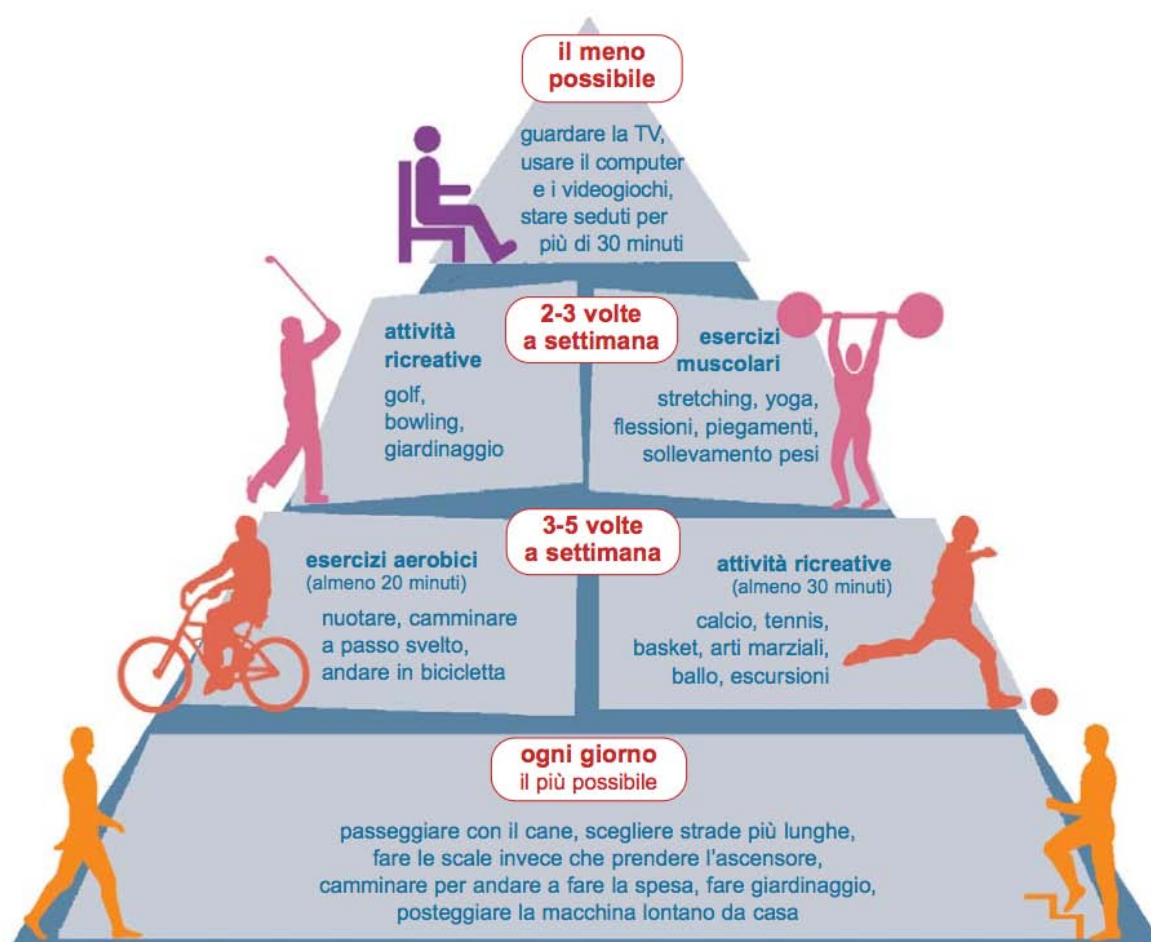 il meno
possibile
guardare la TV,
usare il computer
e i videogiochi,
stare seduti per
più di 30 minuti
2-3 volte
a settimana
attività
ricreative
golf,
bowling,
giardinaggio
esercizi
muscolari
stretching, yoga,
flessioni, piegamenti,
sollevamento pesi
3-5 volte
a settimana
esercizi aerobici
(almeno 20 minuti)
nuotare, camminare
a passo svelto,
andare in bicicletta
attività ricreative
(almeno 30 minuti)
calcio, tennis,
basket, arti marziali,
ballo, escursioni
ogni giorno
il più possibile
passeggiare con il cane, scegliere strade più lunghe,
fare le scale invece che prendere l'ascensore,
camminare per andare a fare la spesa, fare giardinaggio,
posteggiare la macchina lontano da casa